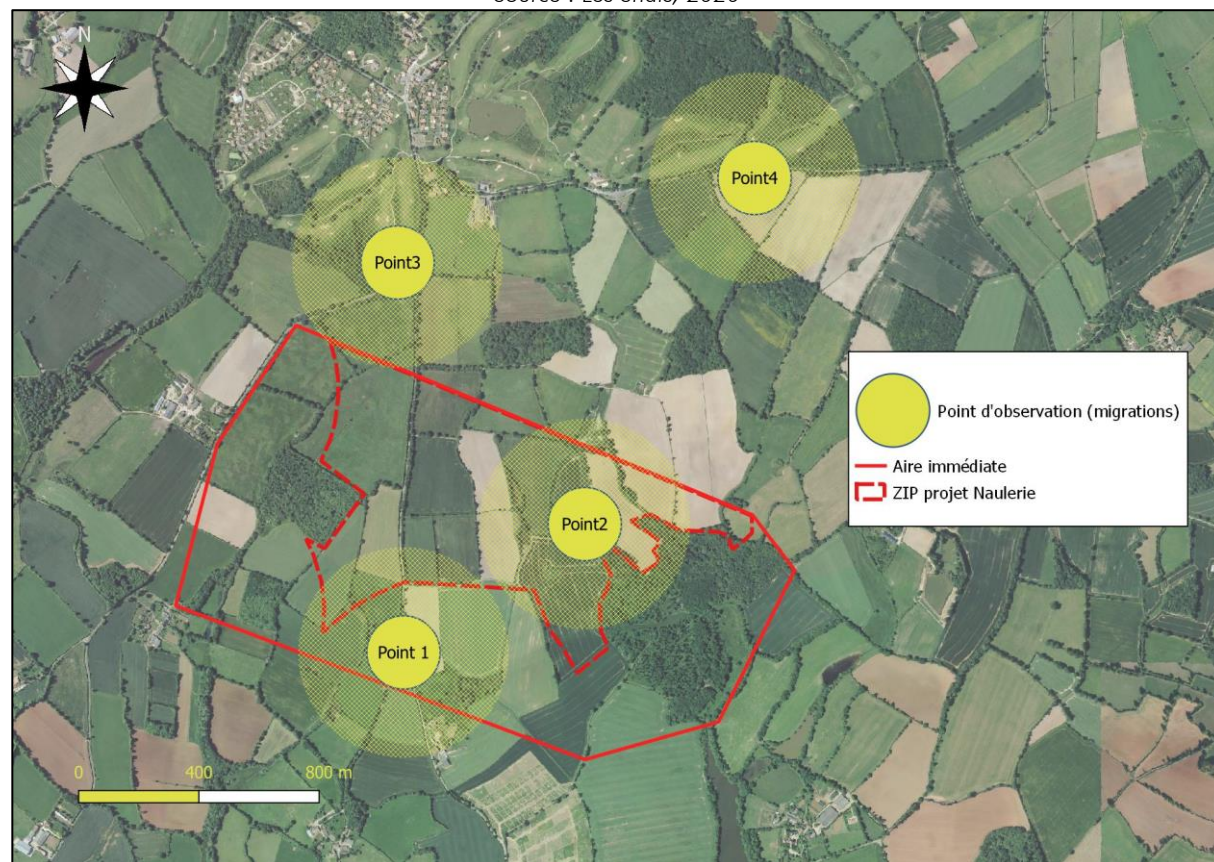 N
Point4
Point3
Point d'observation (migrations)
Aire immédiate
ZIP projet Naulerie
Point2
Point 1
0 400 800 m